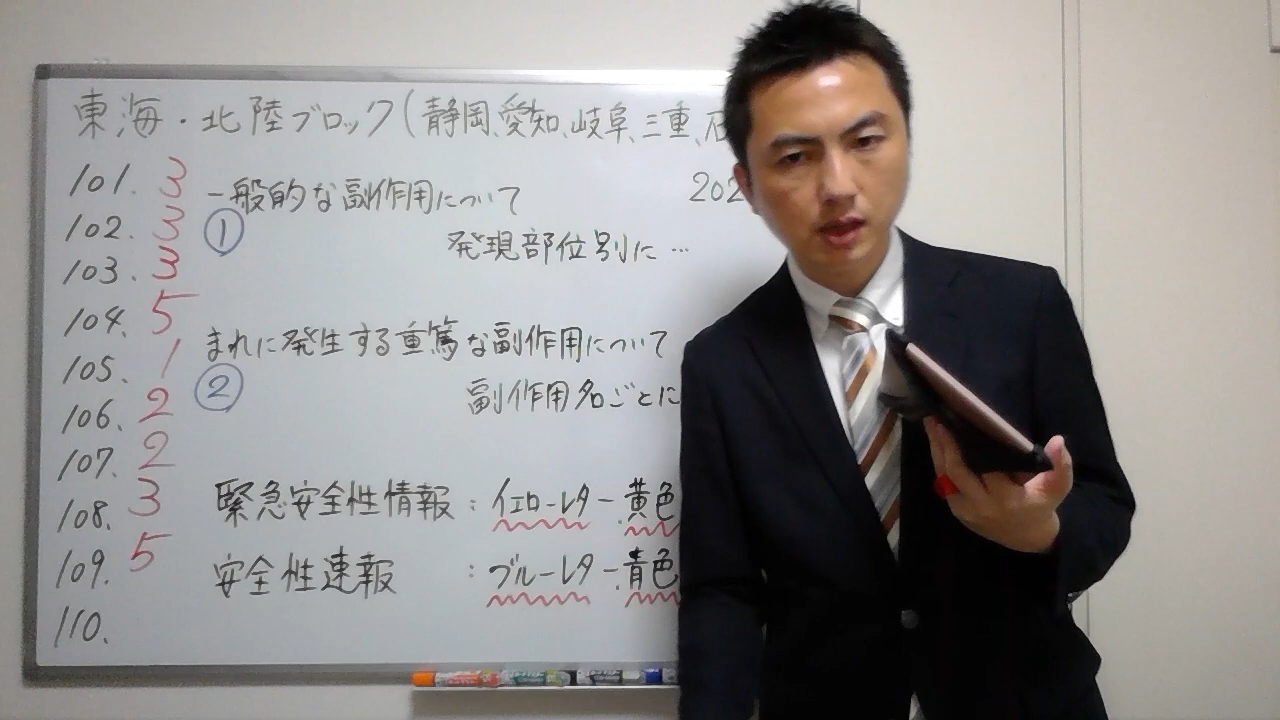 東海・北陸ブロック(静岡、愛知、岐阜、三重、石
101. 3
一般的な副作用について
202
102. 3
①
発現部位別に…
103. 3
104. 5
まれに発生する重篤な副作用について
105. 1
②
副作用名ごとに
106. 2
107. 2
108. 3
緊急安全性情報：イエローレター.黄色
109. 5
安全性速報：ブルーレター.青色
110.